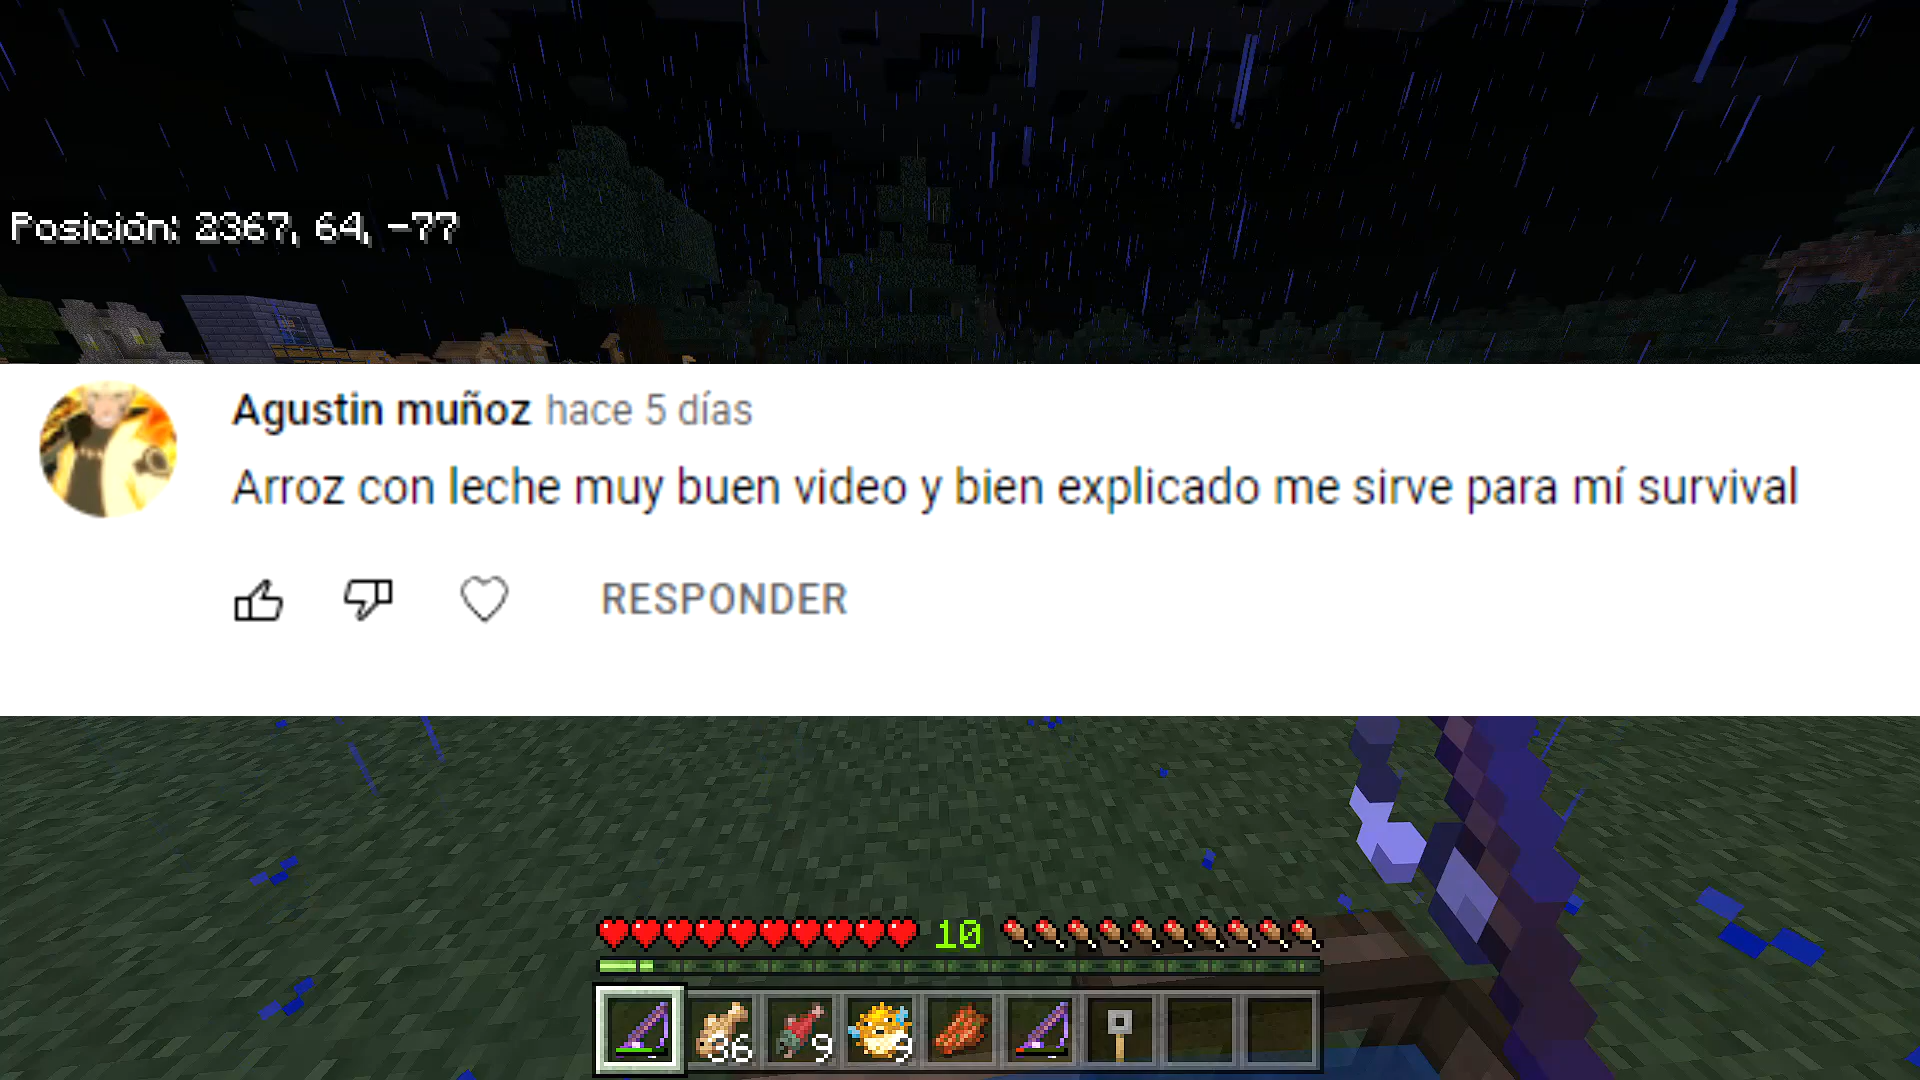 Posición: 2367, 64, -77
Agustin muñoz hace 5 días
Arroz con leche muy buen video y bien explicado me sirve para mí survival
RESPONDER
10
36 9 9